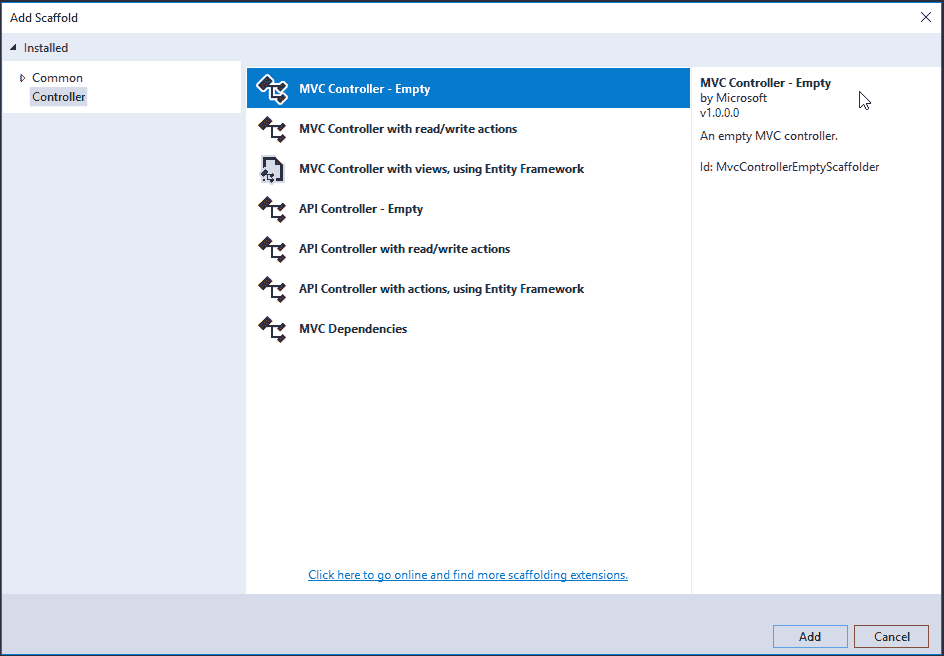 Add Scaffold
Installed
Common
Controller
MVC Controller - Empty
MVC Controller with read/write actions
MVC Controller with views, using Entity Framework
API Controller - Empty
API Controller with read/write actions
API Controller with actions, using Entity Framework
MVC Dependencies
Click here to go online and find more scaffolding extensions.
MVC Controller - Empty
by Microsoft
v1.0.0.0
An empty MVC controller.
Id: MvcControllerEmptyScaffolder
Add
Cancel